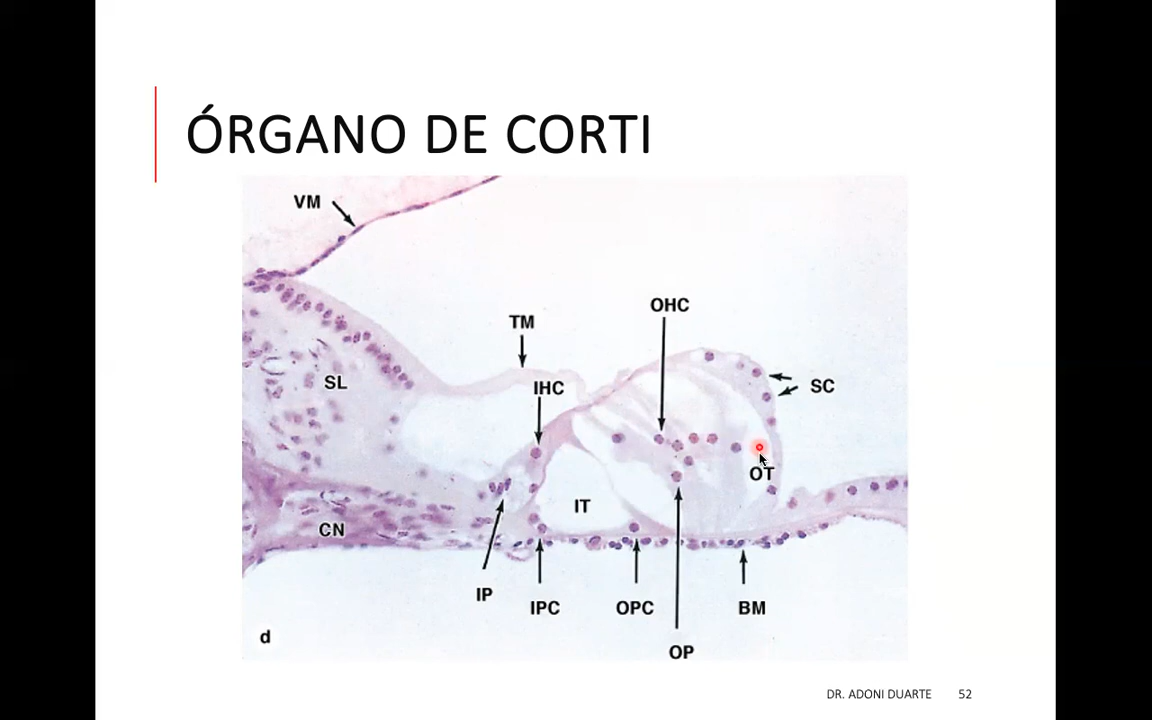 ÓRGANO DE CORTI
VM
OHC
TM
IHC
SL
SC
OT
IT
CN
IP
IPC
OPC
BM
d
OP
DR. ADONI DUARTE 52